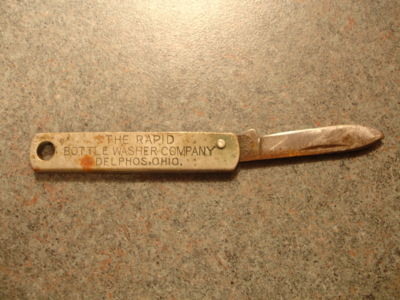 THE RAPID
BOTTLE WASHER COMPANY
DELPHOS, OHIO.